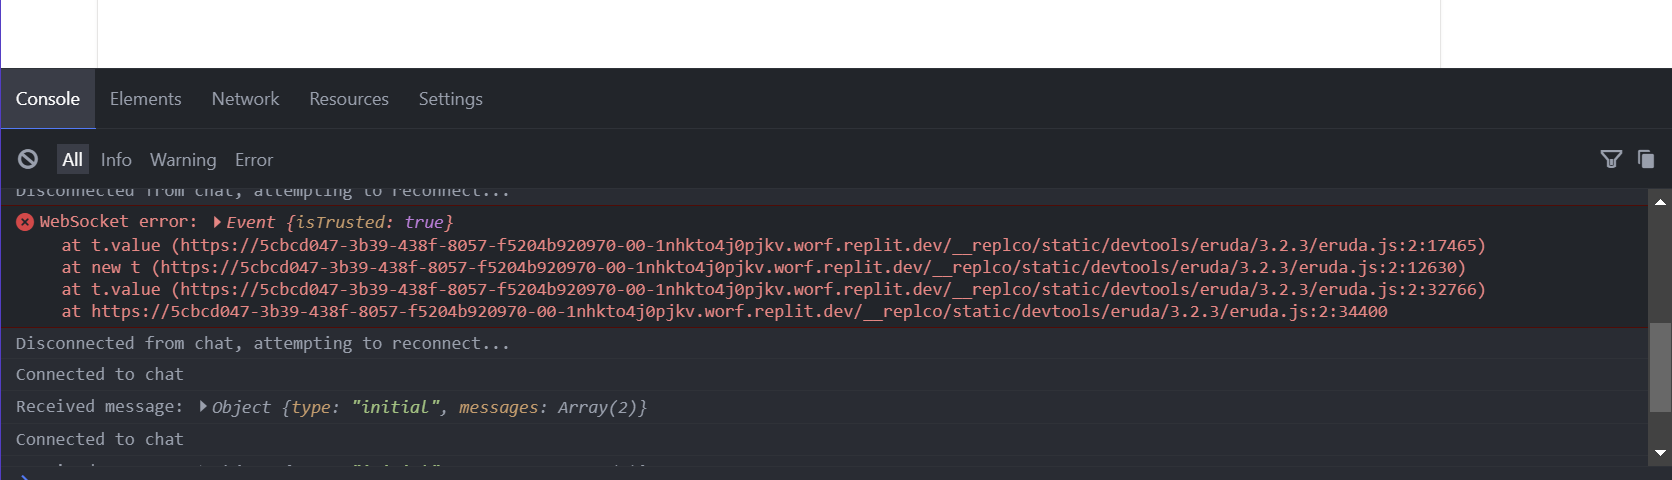 Console Elements Network Resources Settings
All Info Warning Error
Disconnected from chat, attempting to reconnect...
WebSocket error: Event {isTrusted: true}
at t.value (https://5cbcd047-3b39-438f-8057-f5204b920970-00-1nhkto4j0pjkv.worf.replit.dev/__replco/static/devtools/eruda/3.2.3/eruda.js:2:17465)
at new t (https://5cbcd047-3b39-438f-8057-f5204b920970-00-1nhkto4j0pjkv.worf.replit.dev/__replco/static/devtools/eruda/3.2.3/eruda.js:2:12630)
at t.value (https://5cbcd047-3b39-438f-8057-f5204b920970-00-1nhkto4j0pjkv.worf.replit.dev/__replco/static/devtools/eruda/3.2.3/eruda.js:2:32766)
at https://5cbcd047-3b39-438f-8057-f5204b920970-00-1nhkto4j0pjkv.worf.replit.dev/__replco/static/devtools/eruda/3.2.3/eruda.js:2:34400
Disconnected from chat, attempting to reconnect...
Connected to chat
Received message: Object {type: "initial", messages: Array(2)}
Connected to chat